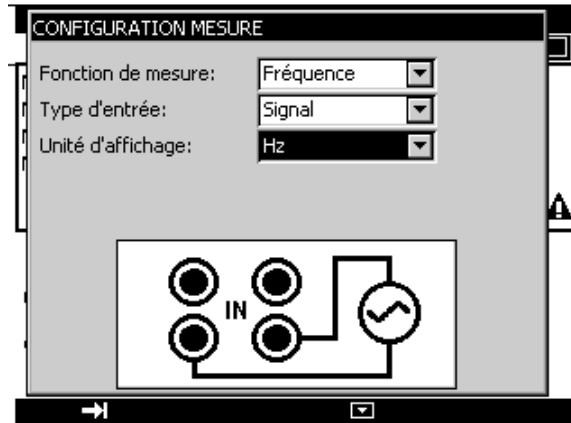 CONFIGURATION MESURE
Fonction de mesure: Fréquence
Type d'entrée: Signal
Unité d'affichage: Hz
IN